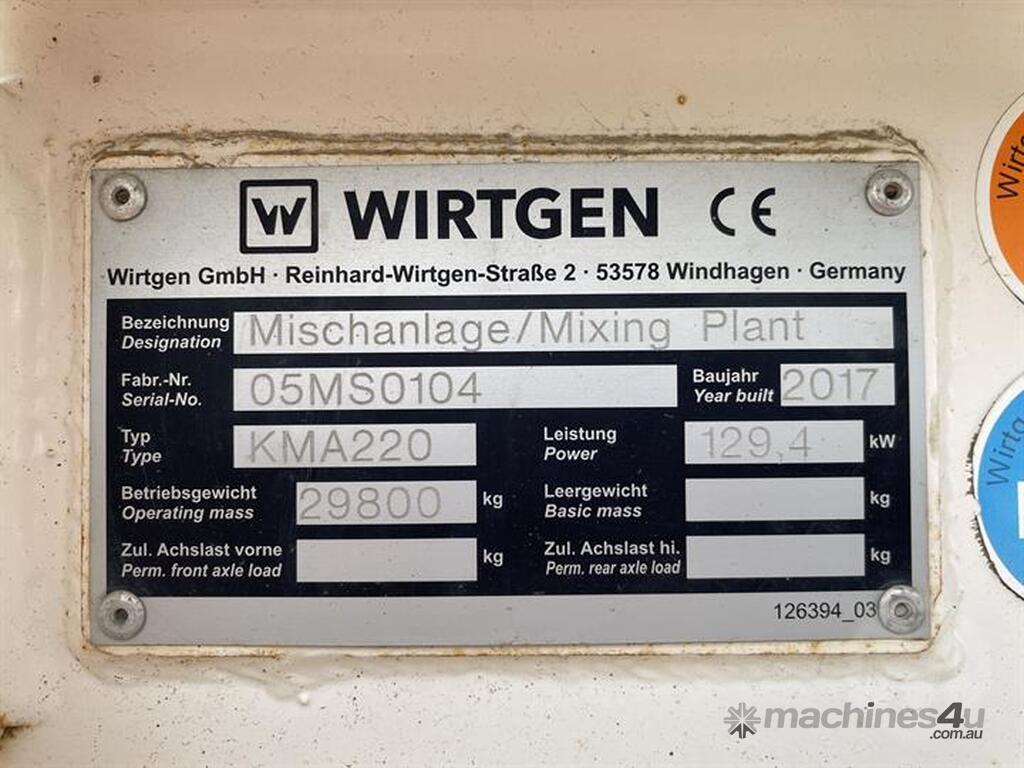 W WIRTGEN CE
Wirtgen GmbH · Reinhard-Wirtgen-Straße 2 · 53578 Windhagen · Germany
Bezeichnung
Designation
Mischanlage/Mixing Plant
Fabr.-Nr.
Serial-No.
05MS0104
Baujahr
Year built
2017
Typ
Type
KMA220
Leistung
Power
129,4
kW
Betriebsgewicht
Operating mass
29800
kg
Leergewicht
Basic mass
kg
Zul. Achslast vorne
Perm. front axle load
kg
Zul. Achslast hi.
Perm. rear axle load
kg
126394_03
machines4u
.com.au